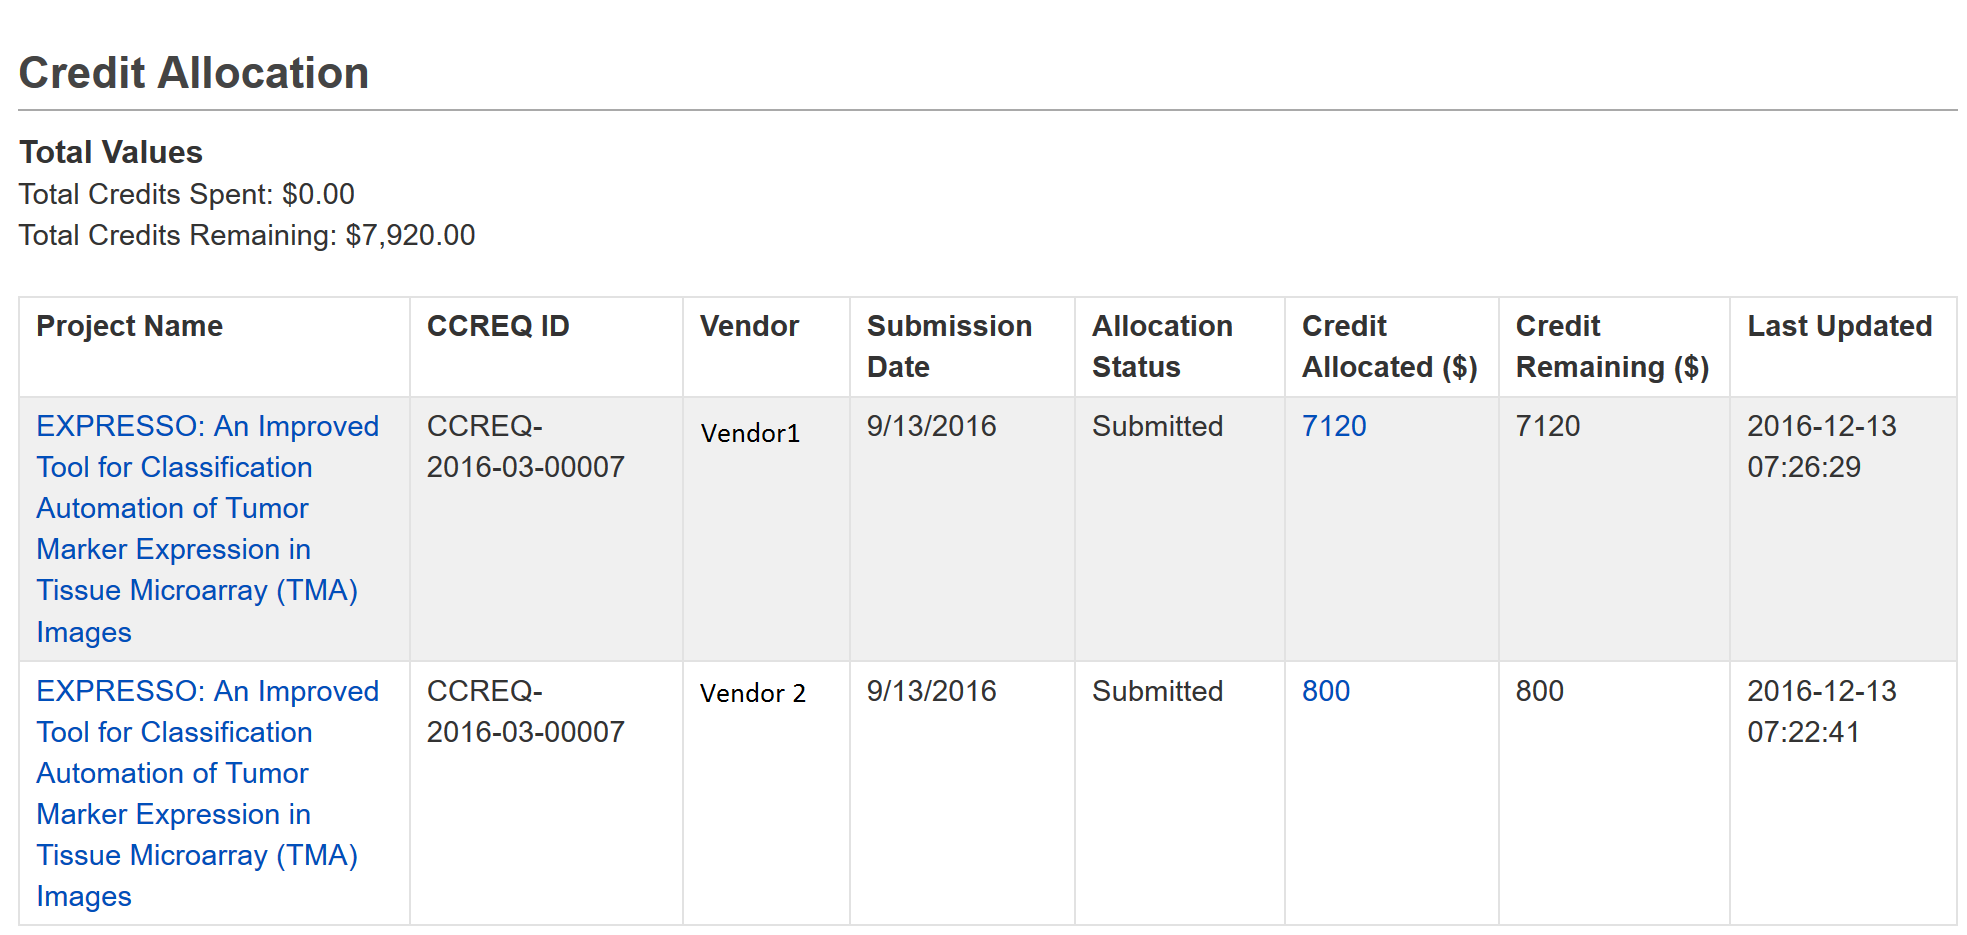 Credit Allocation
Total Values
Total Credits Spent: $0.00
Total Credits Remaining: $7,920.00
Project Name
CCREQ ID
Vendor
Submission
Date
Allocation
Status
Credit
Allocated ($)
Credit
Remaining ($)
Last Updated
EXPRESSO: An Improved
Tool for Classification
Automation of Tumor
Marker Expression in
Tissue Microarray (TMA)
Images
CCREQ-
2016-03-00007
Vendor1
9/13/2016
Submitted
7120
7120
2016-12-13
07:26:29
EXPRESSO: An Improved
Tool for Classification
Automation of Tumor
Marker Expression in
Tissue Microarray (TMA)
Images
CCREQ-
2016-03-00007
Vendor 2
9/13/2016
Submitted
800
800
2016-12-13
07:22:41